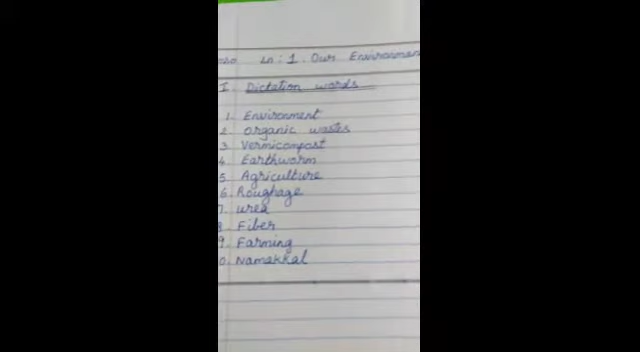 Ln : 1. Our Environmen
I. Dictation words
1. Environment
2. Organic wastes
3. Vermicompost
4. Earthworm
5. Agriculture
6. Roughage
7. urea
8. Fiber
9. Farming
0. Namakkal